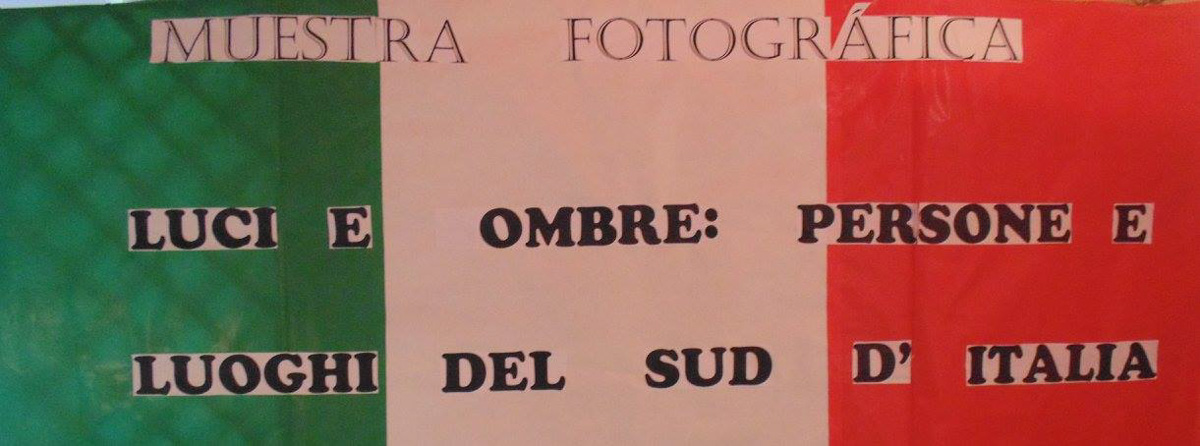 MUESTRA FOTOGRÁFICA
LUCI E OMBRE: PERSONE E
LUOGHI DEL SUD D' ITALIA